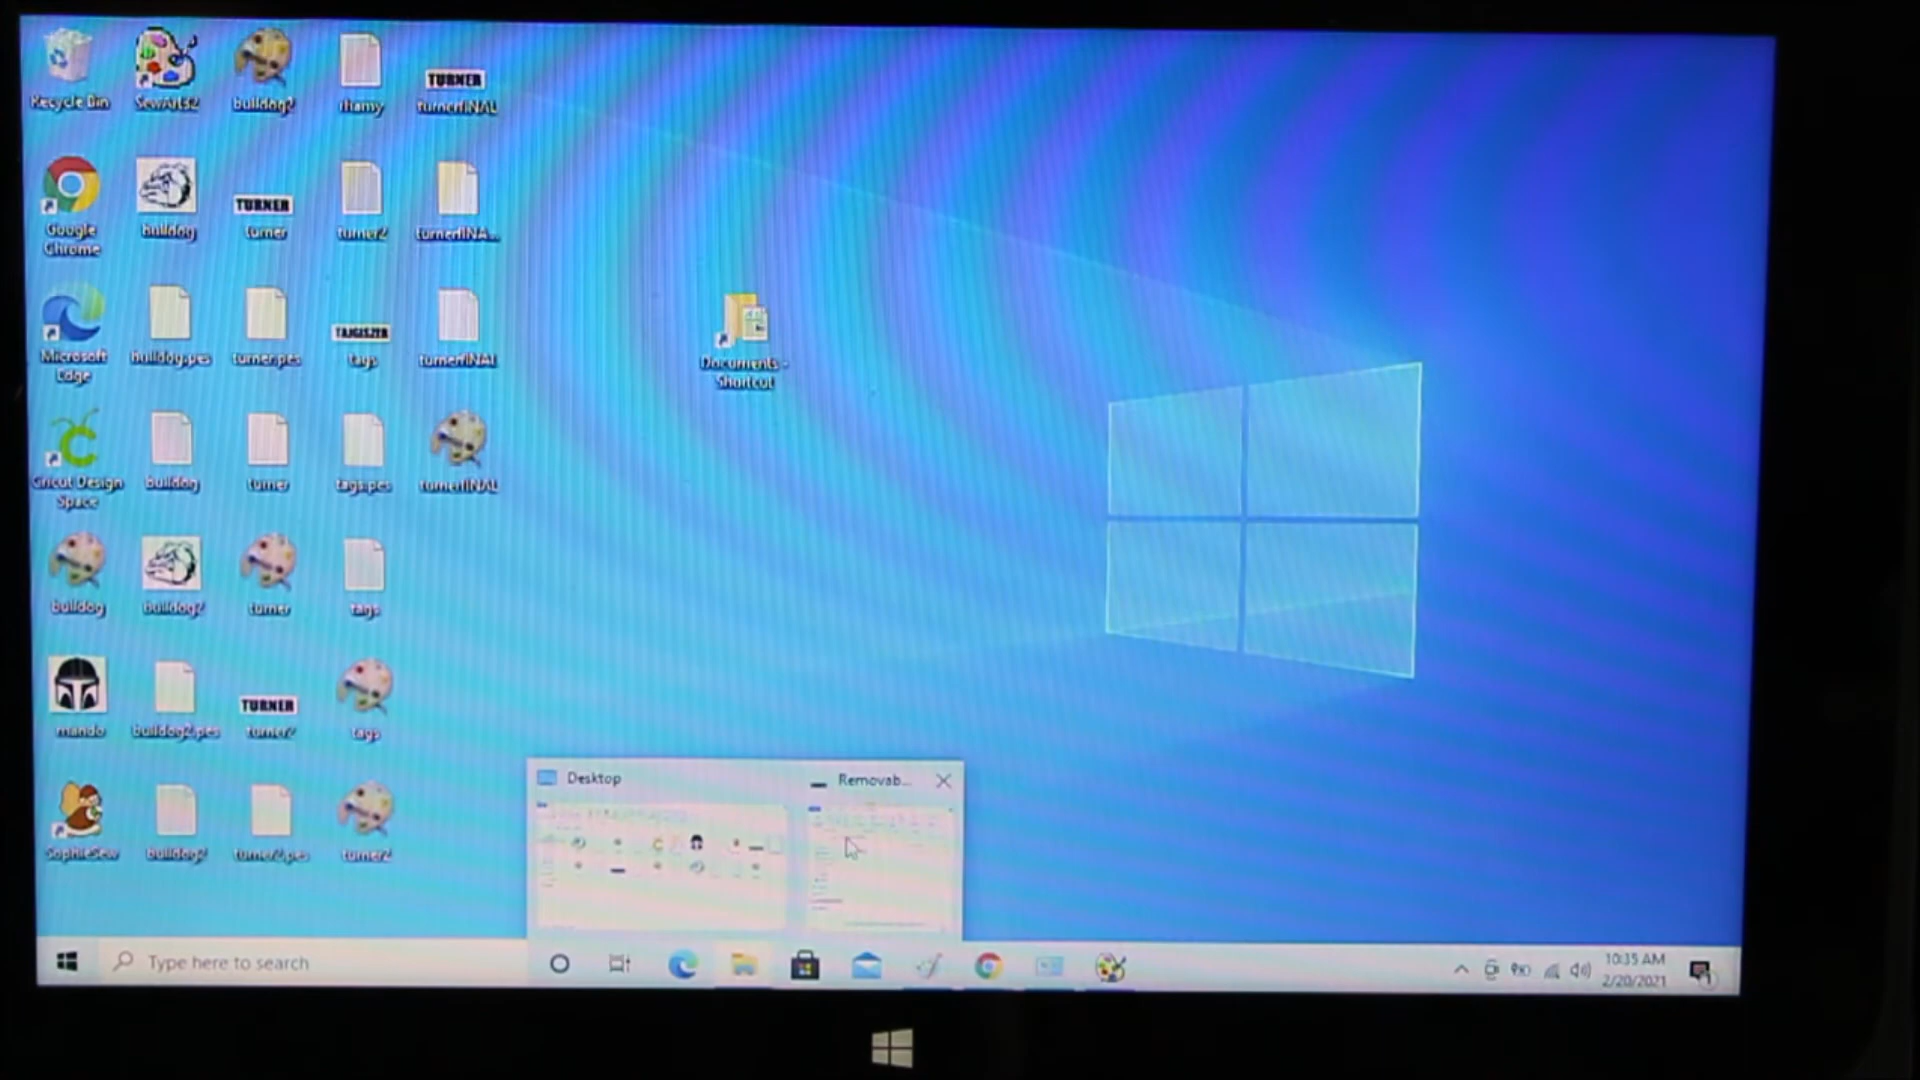 Recycle Bin
SewArt32
bulldog2
rhamy
TURNER
turnerfINAL
Google
Chrome
bulldog
TURNER
turner
turner2
turnerfINA...
Microsoft
Edge
bulldog.pes
turner.pes
TAJGISZER
tags
turnerfINAL
Documents -
Shortcut
Cricut Design
Space
bulldog
turner
tags.pes
turnerfINAL
bulldog
bulldog2
turner
tags
mando
bulldog2.pes
TURNER
turner2
tags
SophieSew
bulldog2
turner2.pes
turner2
Desktop
Removab...
Type here to search
10:35 AM
2/20/2021